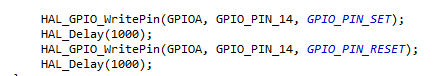 HAL_GPIO_WritePin(GPIOA, GPIO_PIN_14, GPIO_PIN_SET);
HAL_Delay(1000);
HAL_GPIO_WritePin(GPIOA, GPIO_PIN_14, GPIO_PIN_RESET);
HAL_Delay(1000);